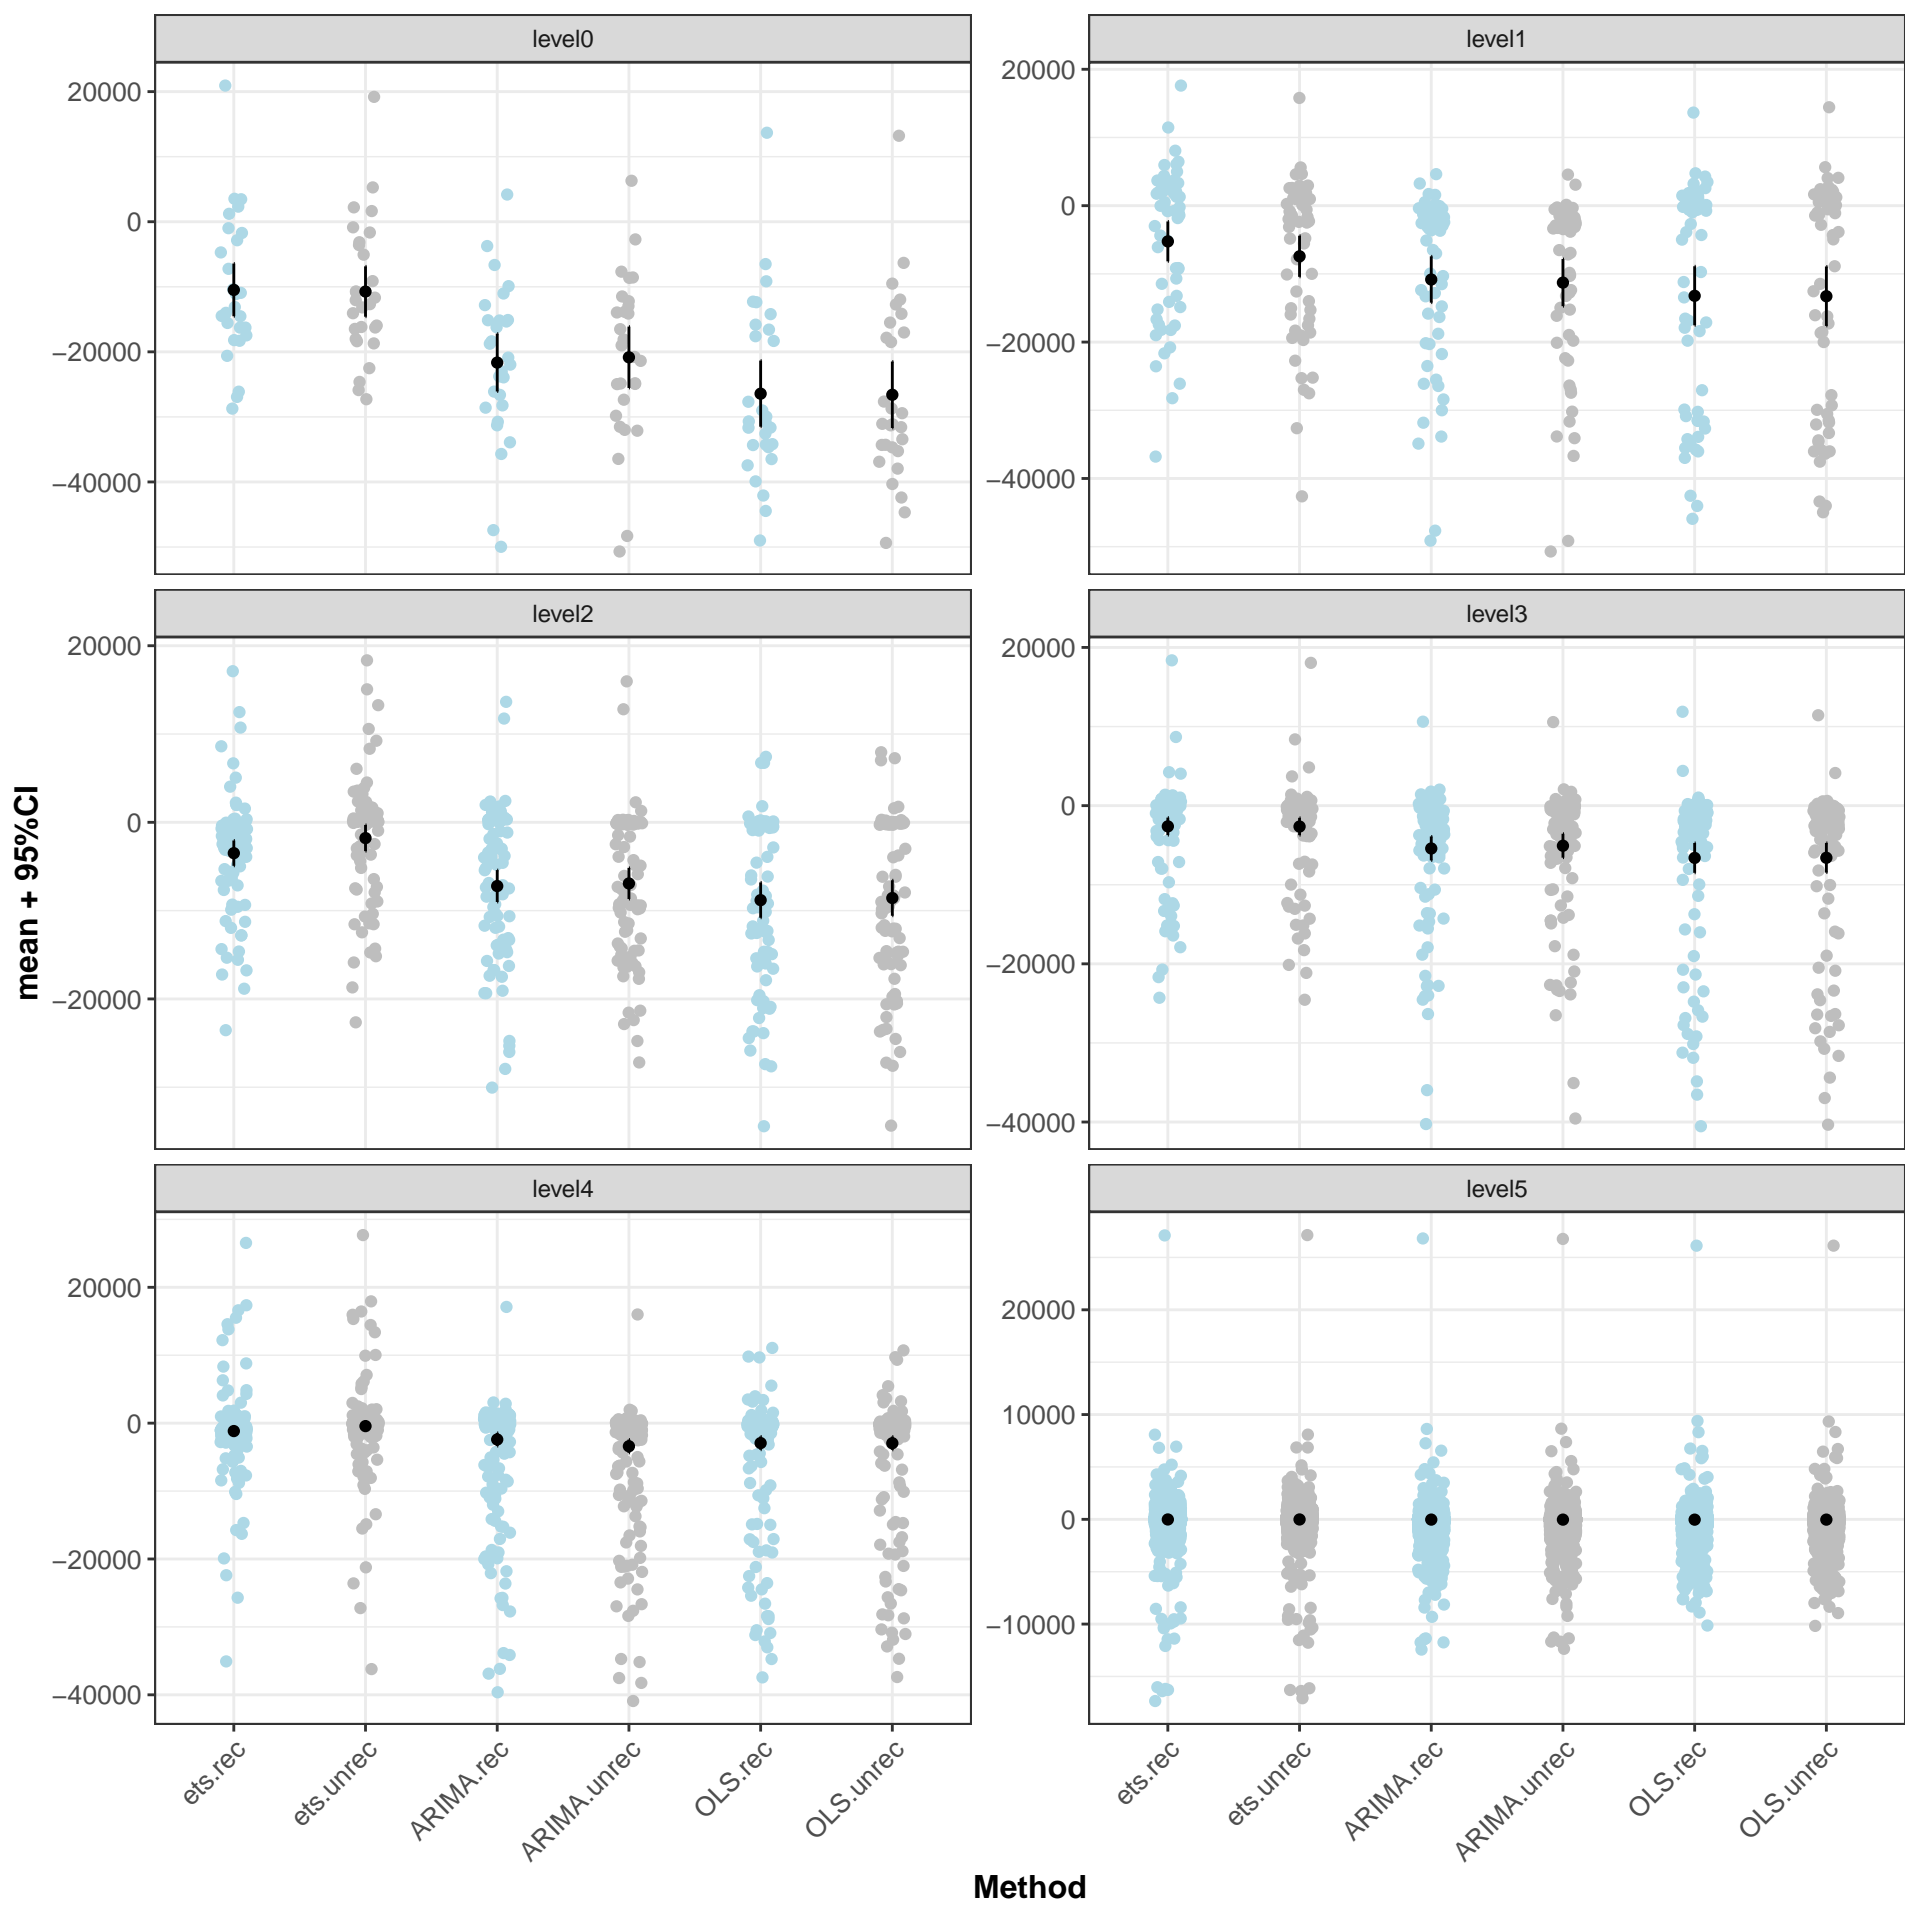 level0
level1
20000
0
−20000
−40000
20000
0
−20000
−40000
level2
level3
20000
0
−20000
20000
0
−20000
−40000
level4
level5
20000
0
−20000
−40000
20000
10000
0
−10000
mean + 95%CI
ets.rec
ets.unrec
ARIMA.rec
ARIMA.unrec
OLS.rec
OLS.unrec
ets.rec
ets.unrec
ARIMA.rec
ARIMA.unrec
OLS.rec
OLS.unrec
Method